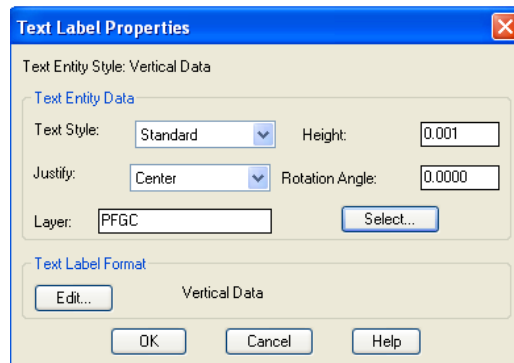 Text Label Properties
Text Entity Style: Vertical Data
Text Entity Data
Text Style: Standard Height: 0.001
Justify: Center Rotation Angle: 0.0000
Layer: PFGC Select...
Text Label Format
Edit... Vertical Data
OK Cancel Help